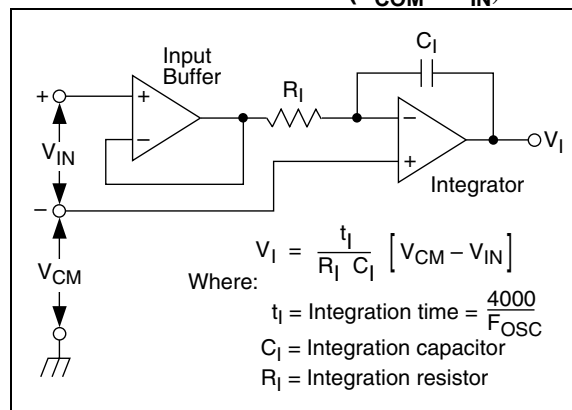 Input
Buffer
C_I
R_I
+
+
−
−
+
V_I
V_IN
Integrator
−
V_CM
V_I = t_I / R_I C_I [ V_CM – V_IN ]
Where:
t_I = Integration time = 4000 / F_OSC
C_I = Integration capacitor
R_I = Integration resistor